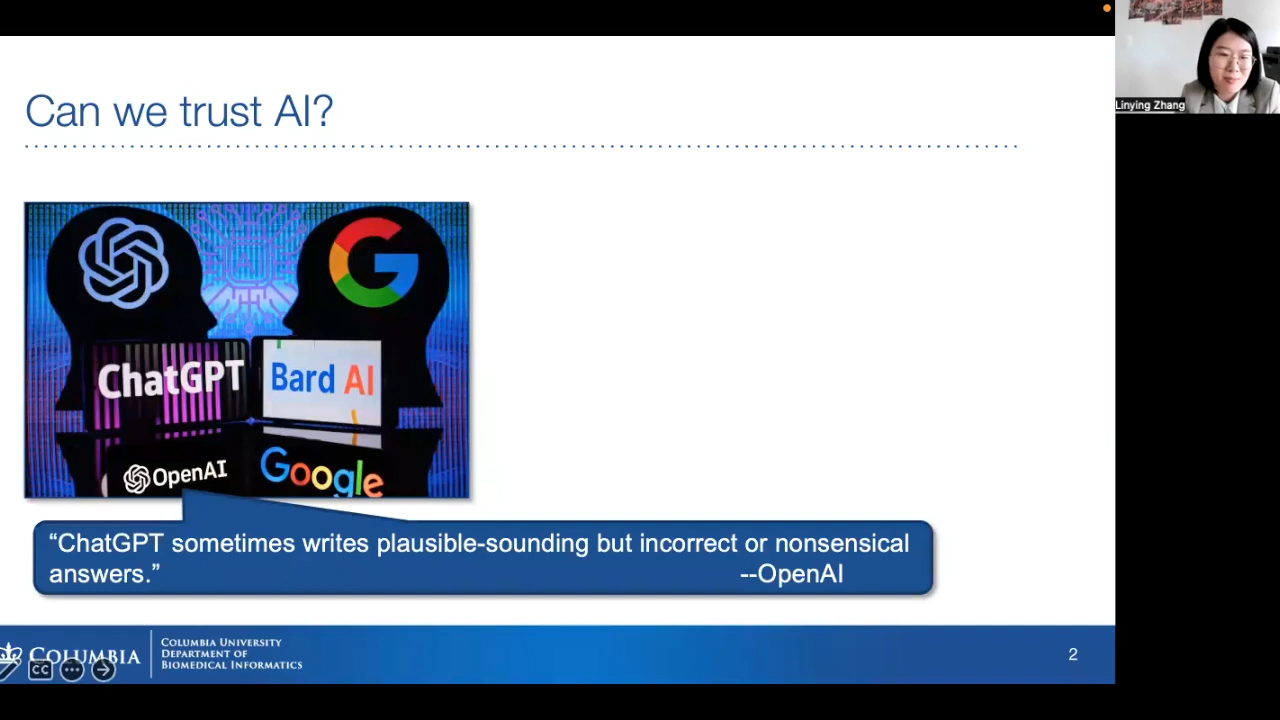 Can we trust AI?
Linying Zhang
ChatGPT
Bard AI
OpenAI
Google
“ChatGPT sometimes writes plausible-sounding but incorrect or nonsensical
answers.” --OpenAI
COLUMBIA
COLUMBIA UNIVERSITY
DEPARTMENT OF
BIOMEDICAL INFORMATICS
CC
2